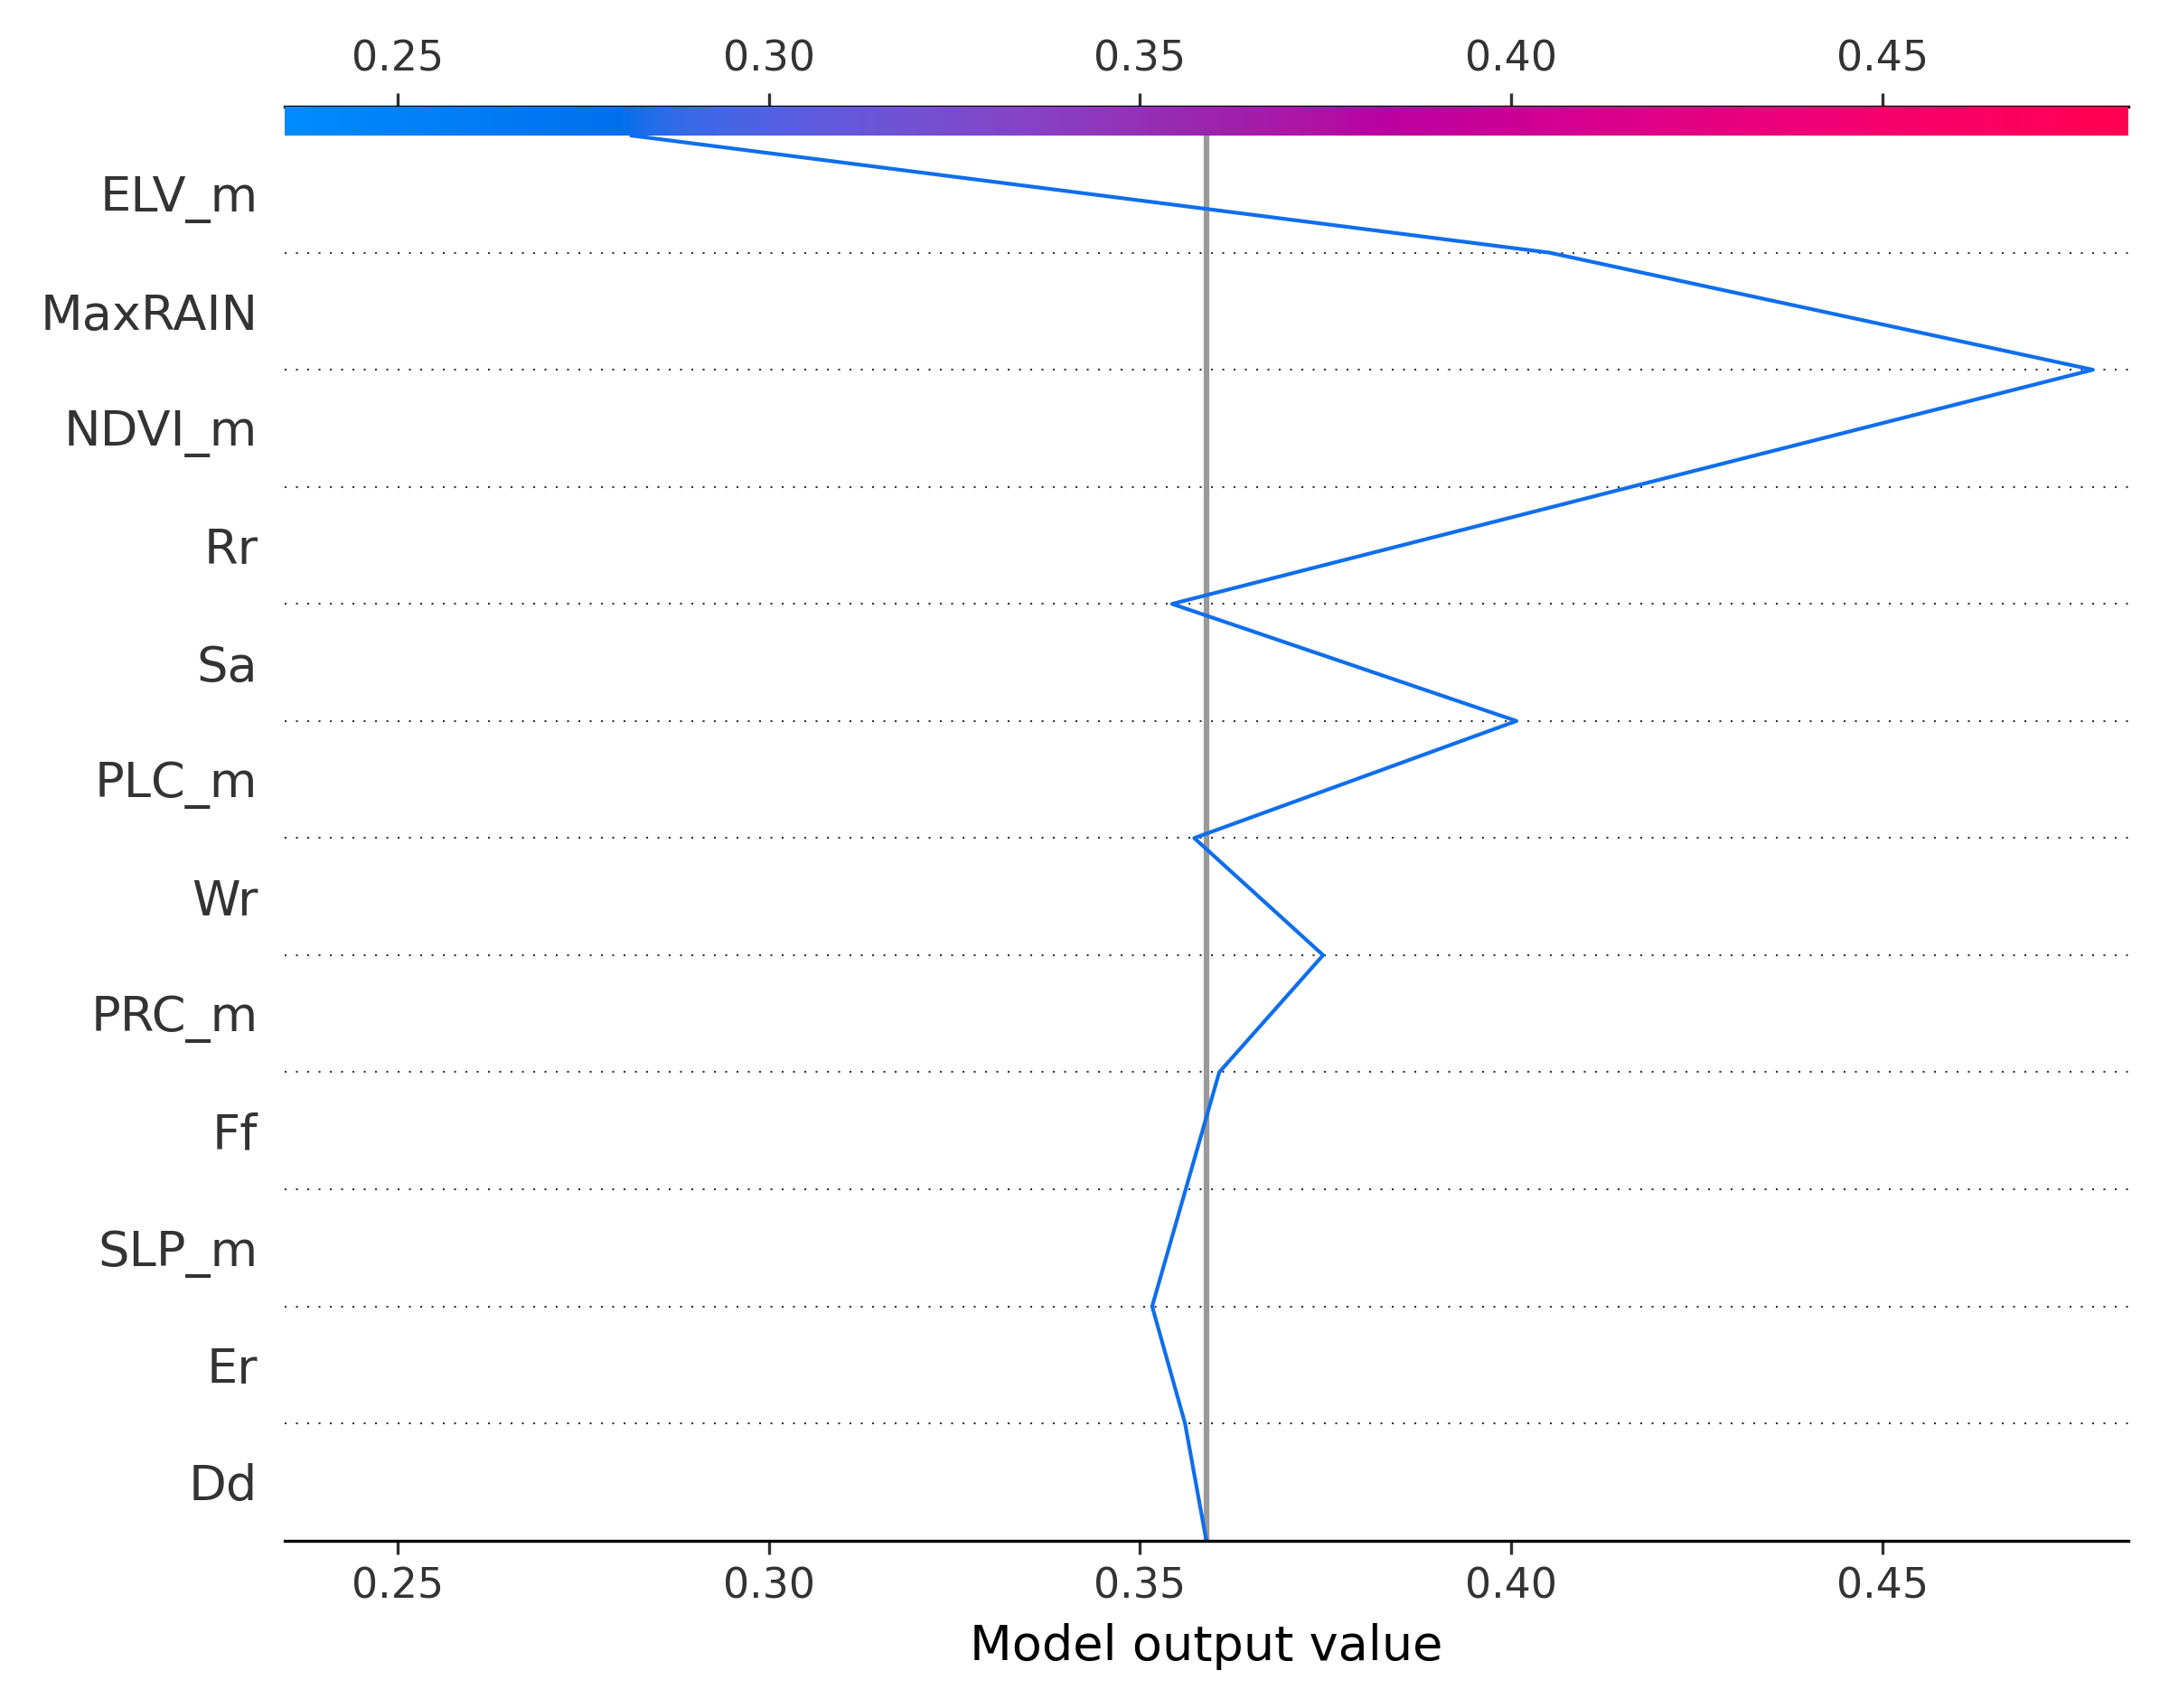 0.25 0.30 0.35 0.40 0.45
ELV_m
MaxRAIN
NDVI_m
Rr
Sa
PLC_m
Wr
PRC_m
Ff
SLP_m
Er
Dd
0.25 0.30 0.35 0.40 0.45
Model output value